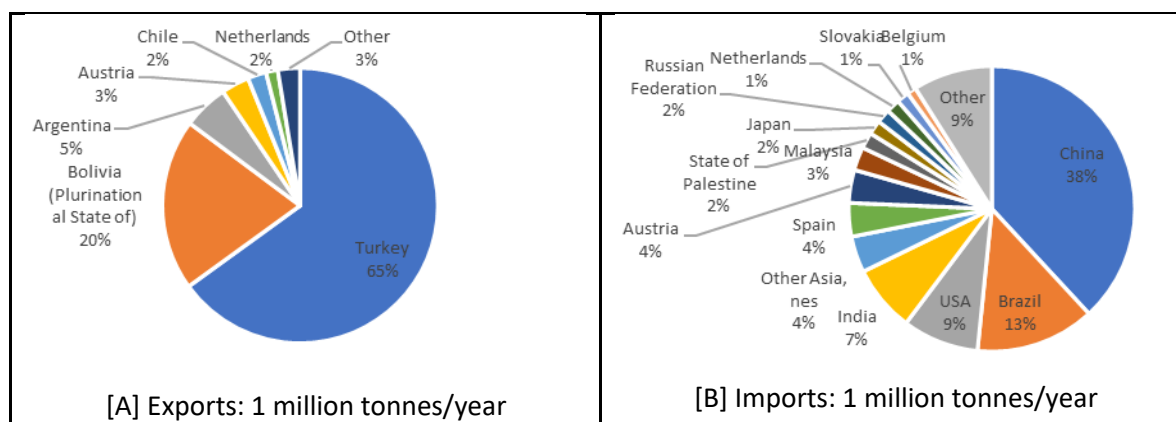 Chile
2%
Netherlands
2%
Other
3%
Austria
3%
Argentina
5%
Bolivia
(Plurination
al State of)
20%
Turkey
65%
[A] Exports: 1 million tonnes/year
Slovakia
1%
Belgium
1%
Netherlands
1%
Russian
Federation
2%
Japan
2%
Malaysia
3%
State of
Palestine
2%
Austria
4%
Spain
4%
Other Asia,
nes
4%
India
7%
USA
9%
Brazil
13%
China
38%
Other
9%
[B] Imports: 1 million tonnes/year